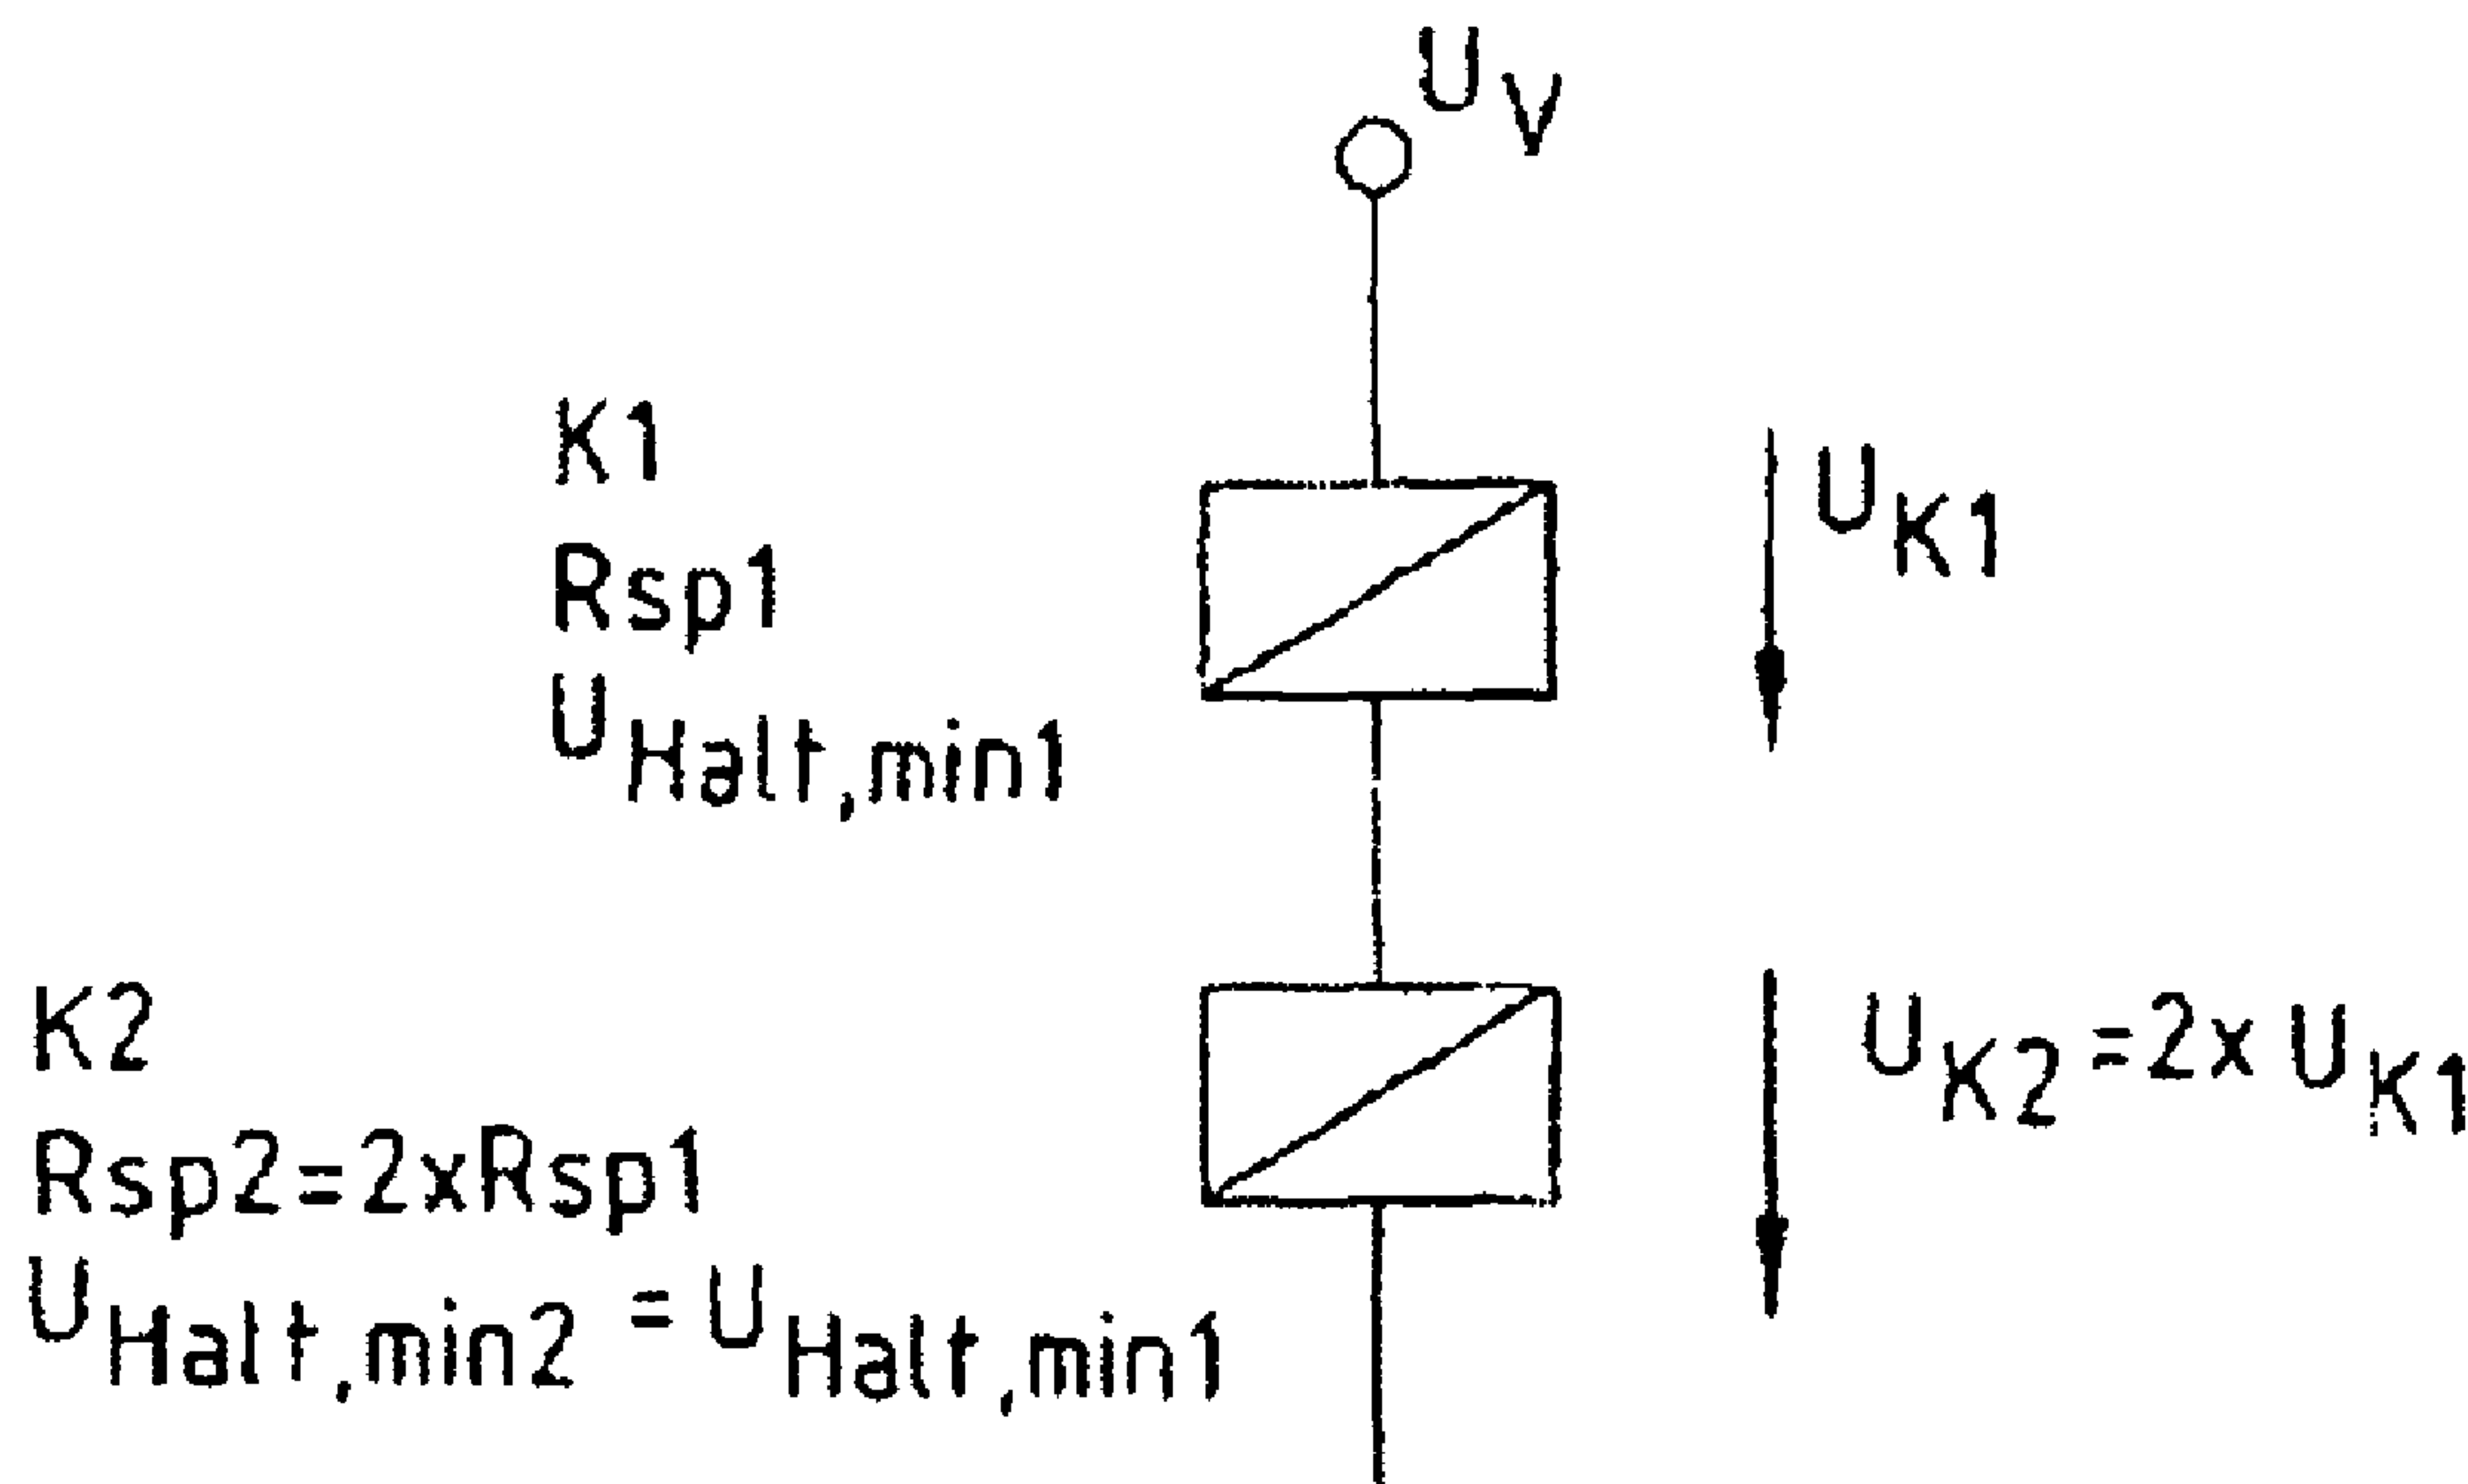 U_V
K1
Rsp1
U_Halt,min1
U_K1
K2
Rsp2=2xRsp1
U_Halt,min2 = U_Halt,min1
U_K2 = 2x U_K1